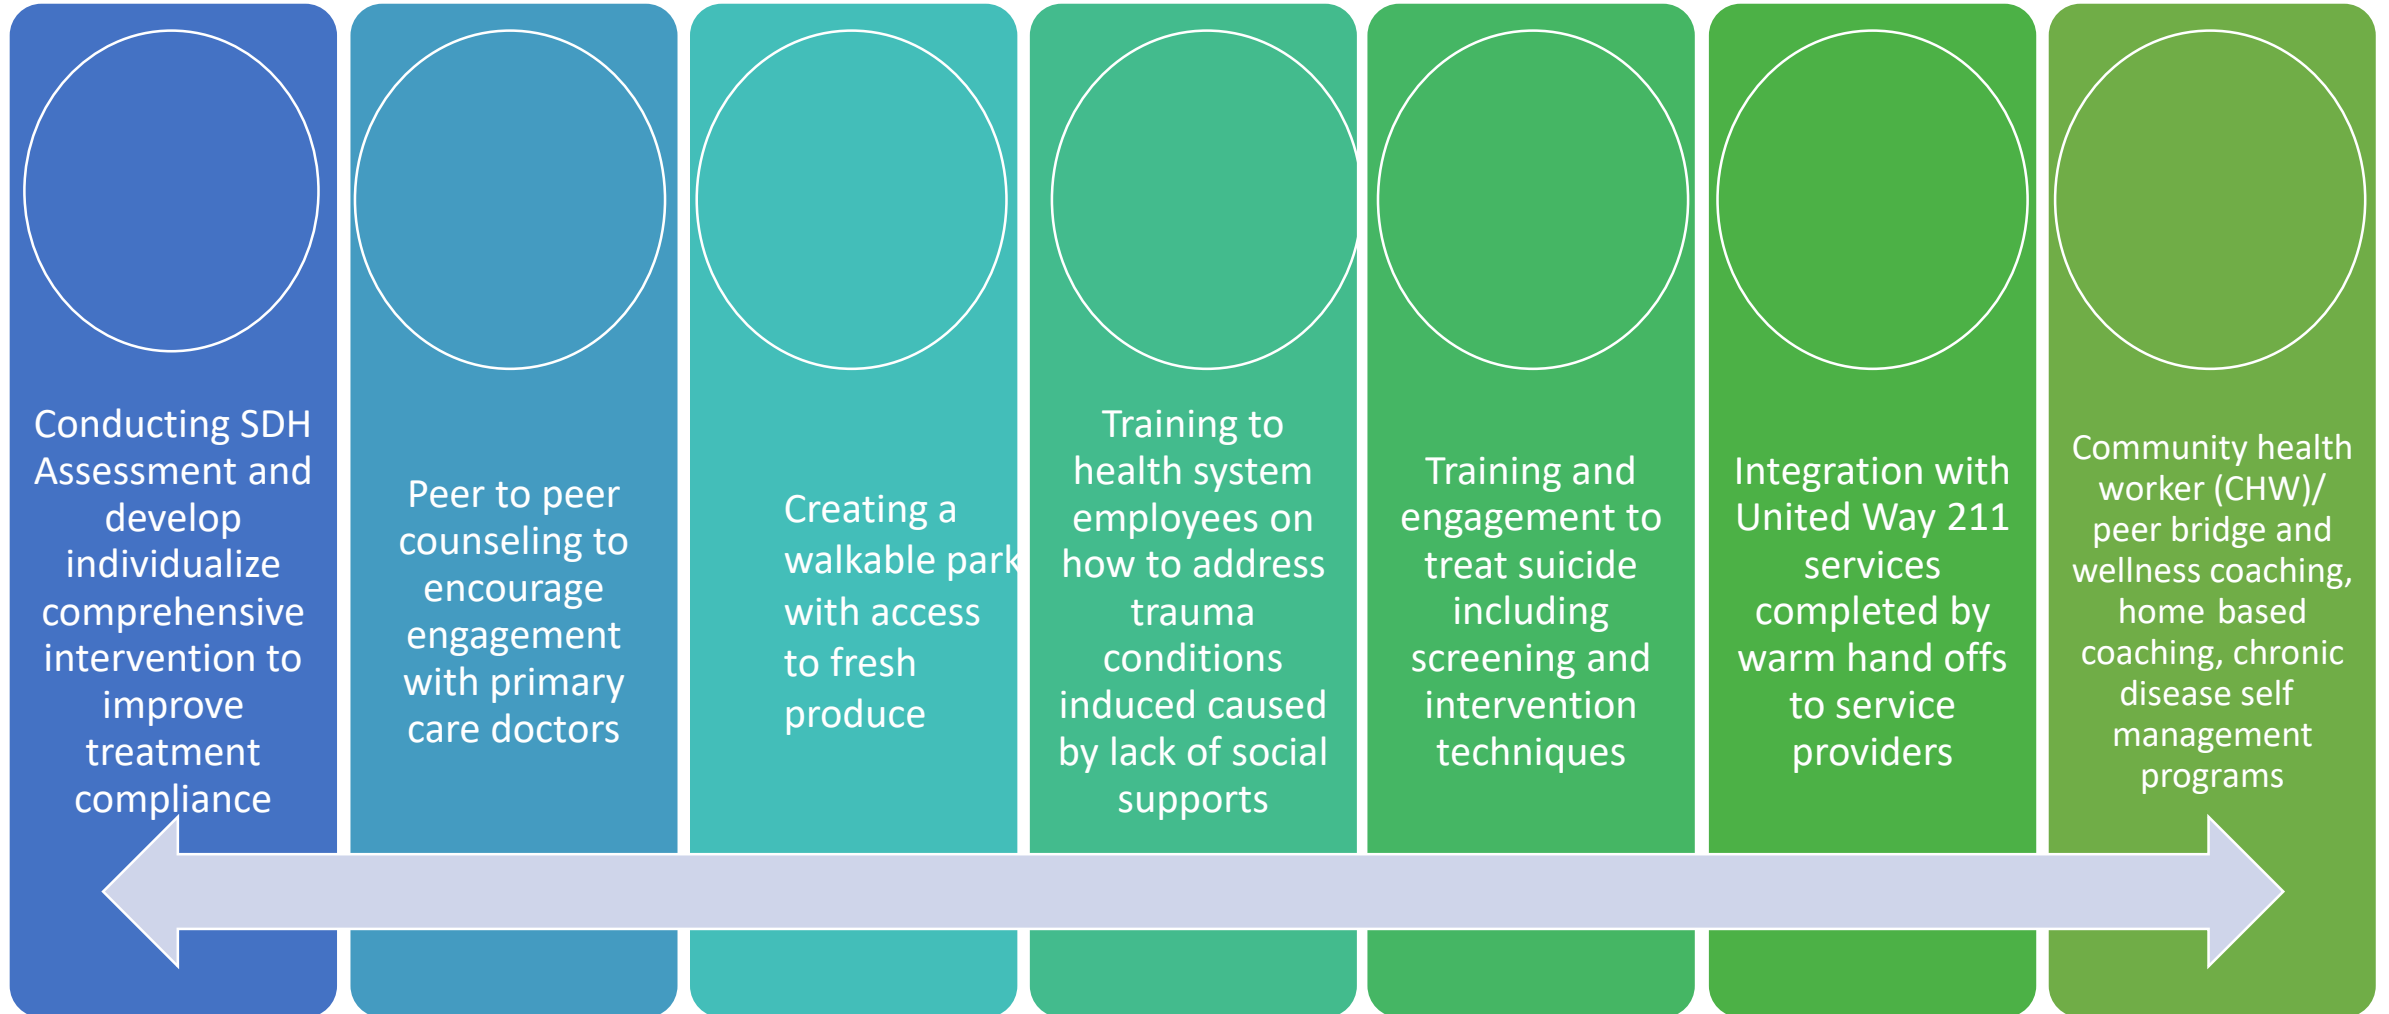 Conducting SDH
Assessment and
develop
individualize
comprehensive
intervention to
improve
treatment
compliance
Peer to peer
counseling to
encourage
engagement
with primary
care doctors
Creating a
walkable park
with access
to fresh
produce
Training to
health system
employees on
how to address
trauma
conditions
induced caused
by lack of social
supports
Training and
engagement to
treat suicide
including
screening and
intervention
techniques
Integration with
United Way 211
services
completed by
warm hand offs
to service
providers
Community health
worker (CHW)/
peer bridge and
wellness coaching,
home based
coaching, chronic
disease self
management
programs